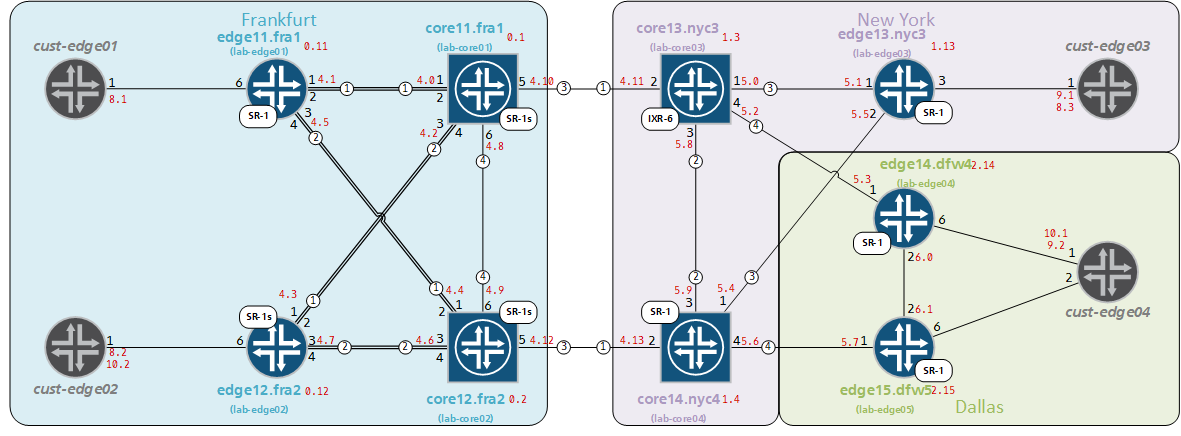 Frankfurt
New York
cust-edge01
edge11.fra1
(lab-edge01)
0.11
core11.fra1
(lab-core01)
0.1
core13.nyc3
(lab-core03)
1.3
edge13.nyc3
(lab-edge03)
1.13
cust-edge03
1
8.1
6
1 4.1
1
1
4.0 1
2
2
3
4.5
4
2
SR-1
5 4.10
3
1
4.11 2
SR-1s
3
4.2
4
2
6
4.8
4
IXR-6
1 5.0
3
5.1 1
4
5.2
4
3
5.8
2
5.5 2
3
SR-1
1
9.1
8.3
edge14.dfw4 2.14
(lab-edge04)
5.3
1
SR-1
6
2 6.0
10.1
9.2
1
2
cust-edge04
4.3
1
1
2
SR-1s
4
4.9
6
4.4
1
1
2
SR-1s
2
5.9
3
5.4
1
3
SR-1
2 6.1
6
1
8.2
10.2
cust-edge02
6
3 4.7
4
2
2
4.6 3
4
5 4.12
3
1
4.13 2
4 5.6
4
5.7 1
SR-1
edge12.fra2 0.12
(lab-edge02)
core12.fra2 0.2
(lab-core02)
core14.nyc4 1.4
(lab-core04)
edge15.dfw5 2.15
(lab-edge05)
Dallas